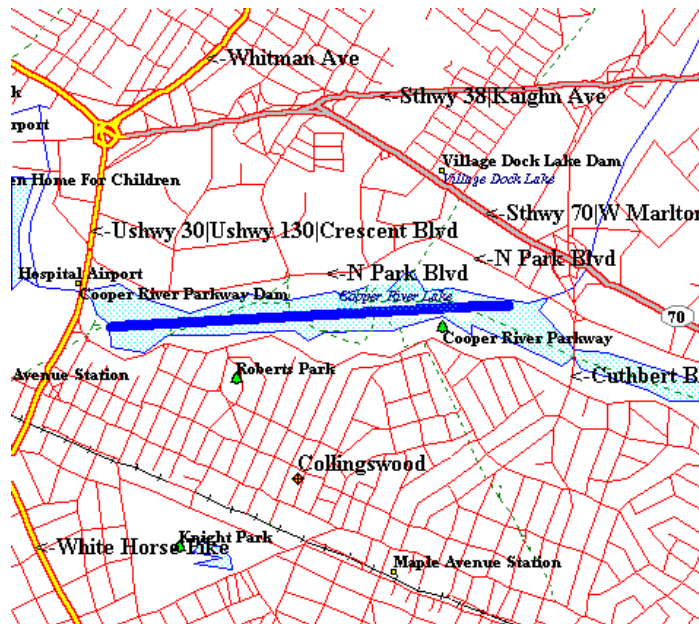 <-Whitman Ave
<-Sthwy 38|Kaighn Ave
rport
Village Dock Lake Dam
en Home For Children
Village Dock Lake
<-Sthwy 70|W Marlton
<-Ushwy 30|Ushwy 130|Crescent Blvd
<-N Park Blvd
<-N Park Blvd
Hospital Airport
Cooper River Parkway Dam
Cooper River Lake
70
Cooper River Parkway
Roberts Park
Avenue Station
<-Cuthbert B
Collingswood
Knight Park
<-White Horse Pike
Maple Avenue Station